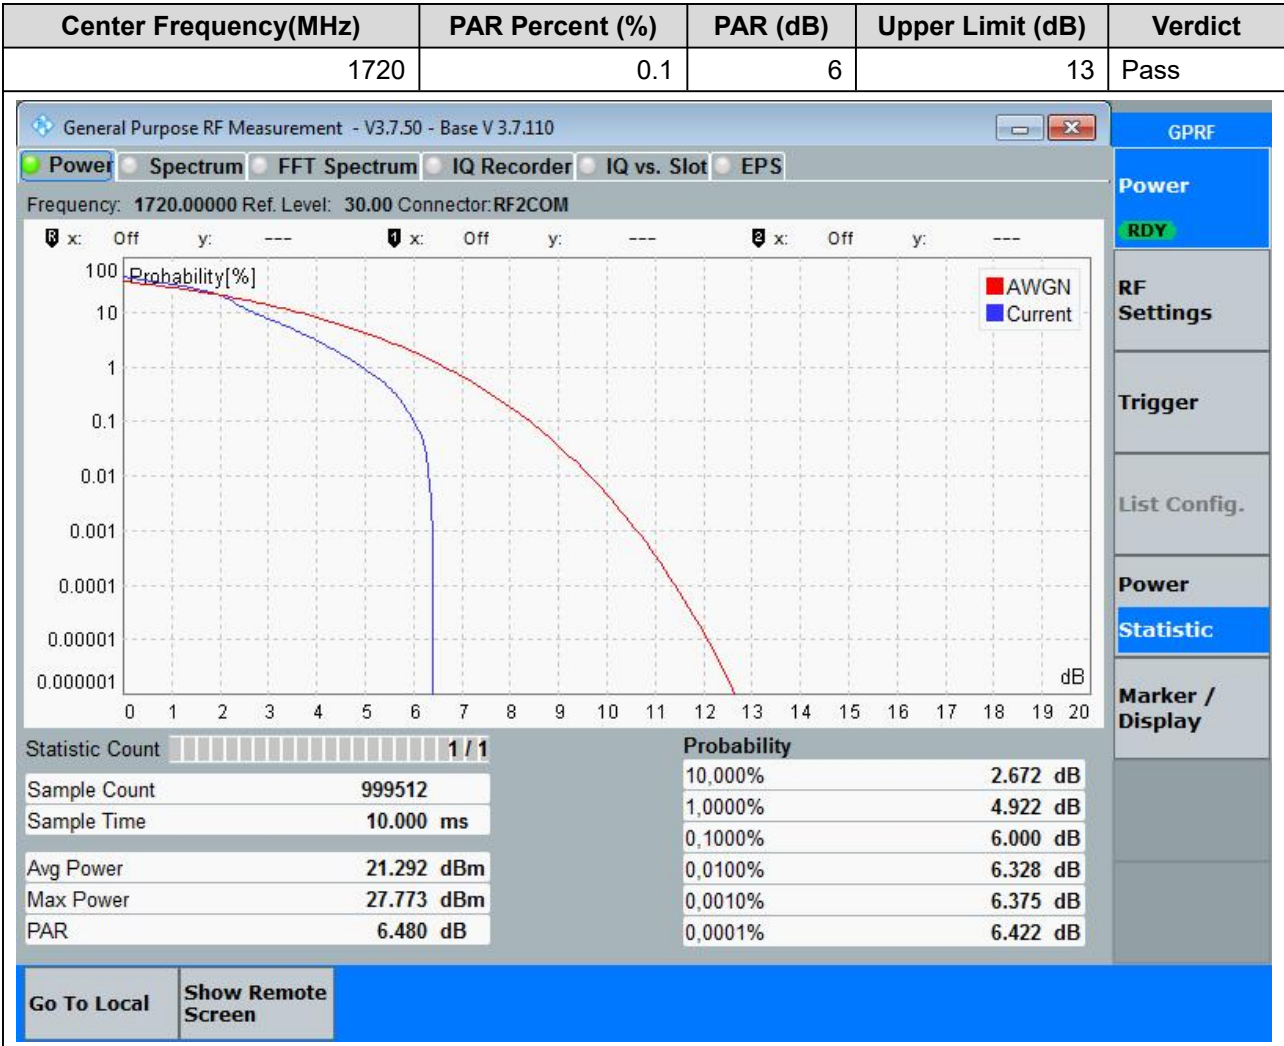 Center Frequency(MHz) PAR Percent (%) PAR (dB) Upper Limit (dB) Verdict
1720 0.1 6 13 Pass
General Purpose RF Measurement - V3.7.50 - Base V 3.7.110
GPRF
Power Spectrum FFT Spectrum IQ Recorder IQ vs. Slot EPS
Power
RDY
Frequency: 1720.00000 Ref. Level: 30.00 Connector:RF2COM
R x: Off y: --- 1 x: Off y: --- 2 x: Off y: ---
Probability[%]
AWGN
Current
100
10
1
0.1
0.01
0.001
0.0001
0.00001
0.000001
dB
0 1 2 3 4 5 6 7 8 9 10 11 12 13 14 15 16 17 18 19 20
RF
Settings
Trigger
List Config.
Power
Statistic
Marker /
Display
Statistic Count 1 / 1
Sample Count 999512
Sample Time 10.000 ms
Avg Power 21.292 dBm
Max Power 27.773 dBm
PAR 6.480 dB
Probability
10,000% 2.672 dB
1,0000% 4.922 dB
0,1000% 6.000 dB
0,0100% 6.328 dB
0,0010% 6.375 dB
0,0001% 6.422 dB
Go To Local
Show Remote
Screen